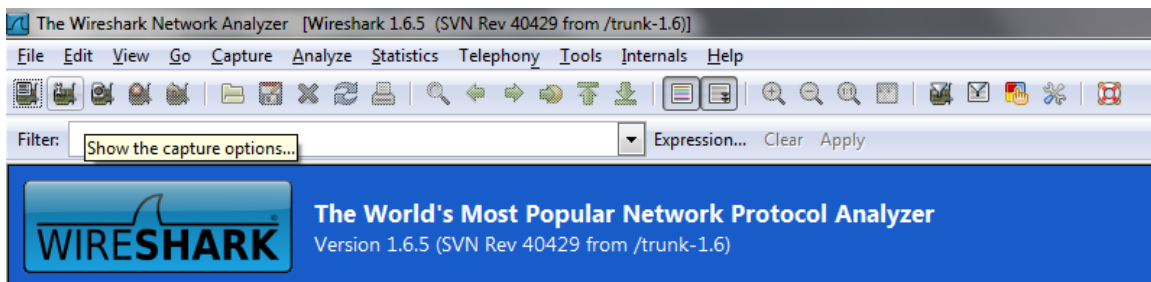 The Wireshark Network Analyzer [Wireshark 1.6.5 (SVN Rev 40429 from /trunk-1.6)]
File Edit View Go Capture Analyze Statistics Telephony Tools Internals Help
Filter: Expression... Clear Apply
Show the capture options...
WIRESHARK
The World's Most Popular Network Protocol Analyzer
Version 1.6.5 (SVN Rev 40429 from /trunk-1.6)